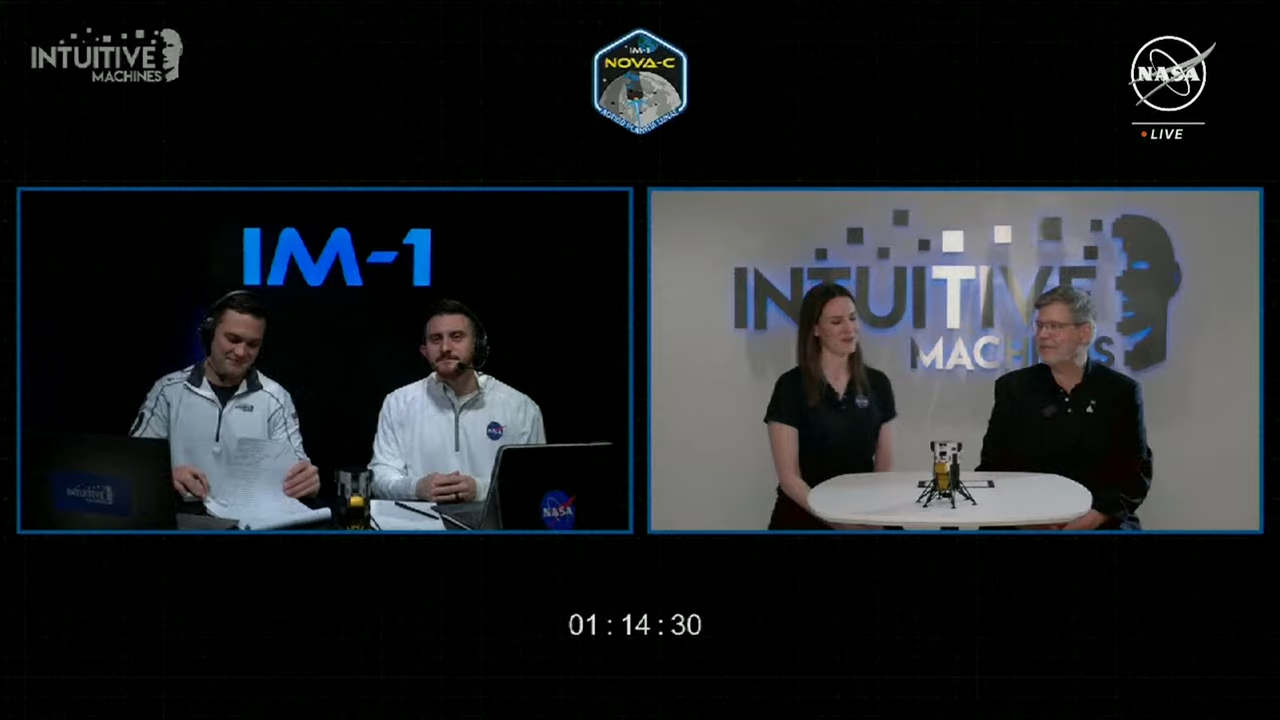 INTUITIVE
MACHINES
IM-1
NOVA-C
NASA
LIVE
IM-1
NASA
INTUITIVE
MACHINES
01 : 14 : 30